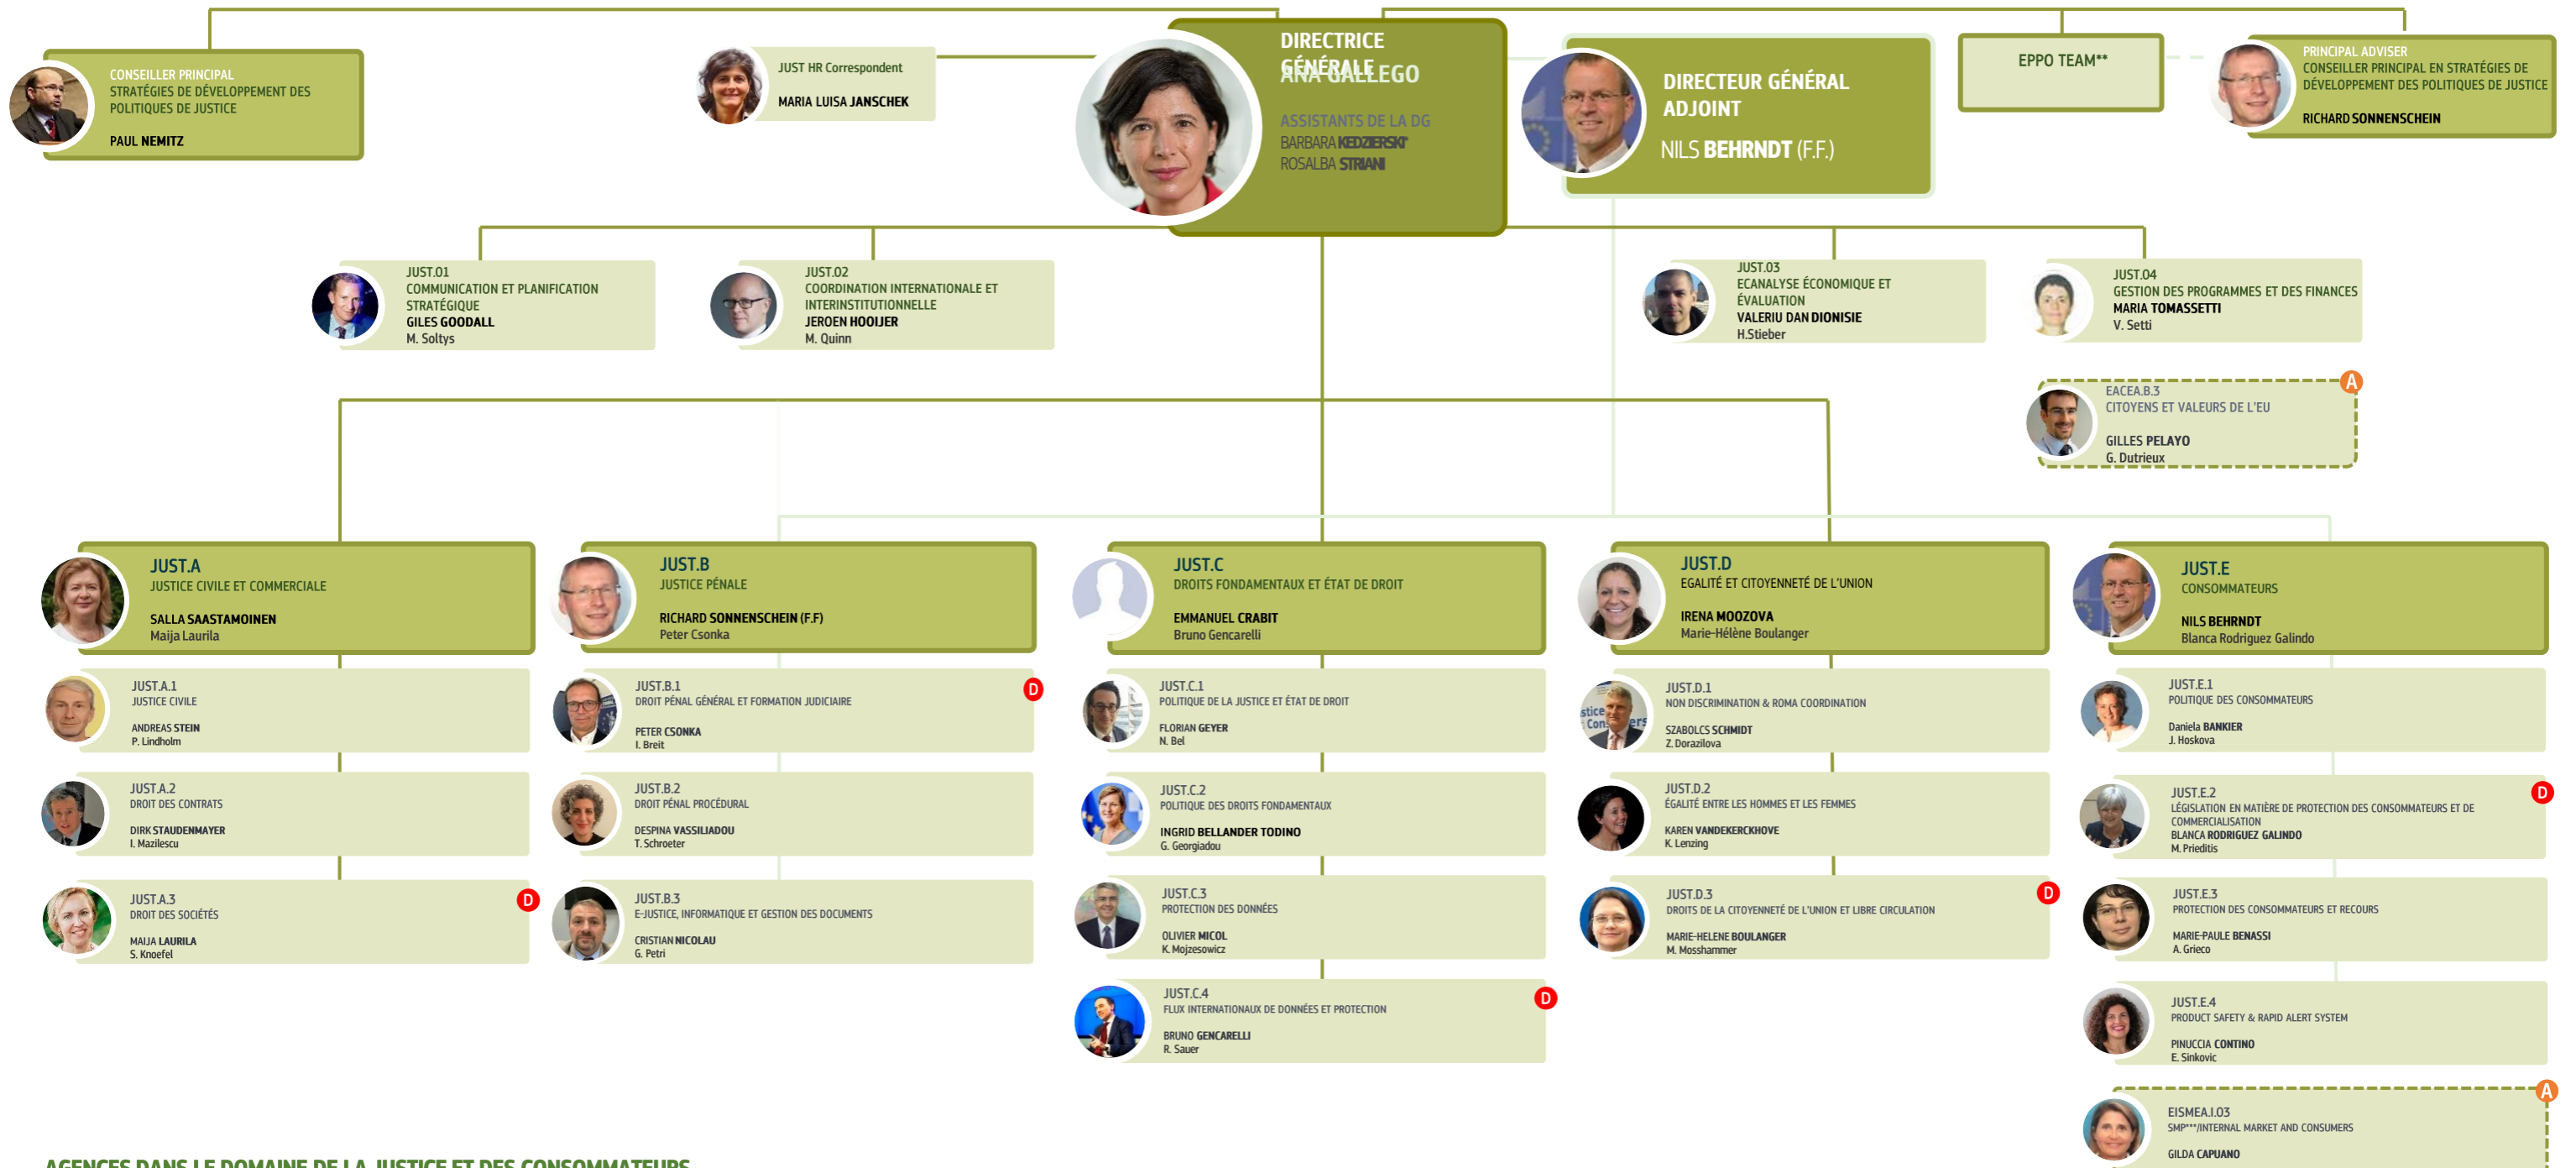 CONSEILLER PRINCIPAL
STRATÉGIES DE DÉVELOPPEMENT DES
POLITIQUES DE JUSTICE
PAUL NEMITZ
JUST HR Correspondent
MARIA LUISA JANSCHEK
DIRECTRICE
GÉNÉRALE
ANA GALLEGO
ASSISTANTS DE LA DG
BARBARA KEDZIERSKI*
ROSALBA STRIANI
DIRECTEUR GÉNÉRAL
ADJOINT
NILS BEHRNDT (F.F.)
EPPO TEAM**
PRINCIPAL ADVISER
CONSEILLER PRINCIPAL EN STRATÉGIES DE
DÉVELOPPEMENT DES POLITIQUES DE JUSTICE
RICHARD SONNENSCHEIN
JUST.01
COMMUNICATION ET PLANIFICATION
STRATÉGIQUE
GILES GOODALL
M. Soltys
JUST.02
COORDINATION INTERNATIONALE ET
INTERINSTITUTIONNELLE
JEROEN HOOIJER
M. Quinn
JUST.03
ECANALYSE ÉCONOMIQUE ET
ÉVALUATION
VALERIU DAN DIONISIE
H.Stieber
JUST.04
GESTION DES PROGRAMMES ET DES FINANCES
MARIA TOMASSETTI
V. Setti
A
EACEA.B.3
CITOYENS ET VALEURS DE L'EU
GILLES PELAYO
G. Dutrieux
JUST.A
JUSTICE CIVILE ET COMMERCIALE
SALLA SAASTAMOINEN
Maija Laurila
JUST.A.1
JUSTICE CIVILE
ANDREAS STEIN
P. Lindholm
JUST.A.2
DROIT DES CONTRATS
DIRK STAUDENMAYER
I. Mazilescu
JUST.A.3
DROIT DES SOCIÉTÉS
MAIJA LAURILA
S. Knoefel
D
JUST.B
JUSTICE PÉNALE
RICHARD SONNENSCHEIN (F.F)
Peter Csonka
JUST.B.1
DROIT PÉNAL GÉNÉRAL ET FORMATION JUDICIAIRE
PETER CSONKA
I. Breit
D
JUST.B.2
DROIT PÉNAL PROCÉDURAL
DESPINA VASSILIADOU
T. Schroeter
JUST.B.3
E-JUSTICE, INFORMATIQUE ET GESTION DES DOCUMENTS
CRISTIAN NICOLAU
G. Petri
JUST.C
DROITS FONDAMENTAUX ET ÉTAT DE DROIT
EMMANUEL CRABIT
Bruno Gencarelli
JUST.C.1
POLITIQUE DE LA JUSTICE ET ÉTAT DE DROIT
FLORIAN GEYER
N. Bel
JUST.C.2
POLITIQUE DES DROITS FONDAMENTAUX
INGRID BELLANDER TODINO
G. Georgiadou
JUST.C.3
PROTECTION DES DONNÉES
OLIVIER MICOL
K. Mojzesowicz
JUST.C.4
FLUX INTERNATIONAUX DE DONNÉES ET PROTECTION
BRUNO GENCARELLI
R. Sauer
D
JUST.D
EGALITÉ ET CITOYENNETÉ DE L'UNION
IRENA MOOZOVA
Marie-Hélène Boulanger
JUST.D.1
NON DISCRIMINATION & ROMA COORDINATION
SZABOLCS SCHMIDT
Z. Dorazilova
JUST.D.2
ÉGALITÉ ENTRE LES HOMMES ET LES FEMMES
KAREN VANDEKERCKHOVE
K. Lenzing
JUST.D.3
DROITS DE LA CITOYENNETÉ DE L'UNION ET LIBRE CIRCULATION
MARIE-HELENE BOULANGER
M. Mosshammer
D
JUST.E
CONSOMMATEURS
NILS BEHRNDT
Blanca Rodriguez Galindo
JUST.E.1
POLITIQUE DES CONSOMMATEURS
Daniela BANKIER
J. Hoskova
JUST.E.2
LÉGISLATION EN MATIÈRE DE PROTECTION DES CONSOMMATEURS ET DE
COMMERCIALISATION
BLANCA RODRIGUEZ GALINDO
M. Prieditis
D
JUST.E.3
PROTECTION DES CONSOMMATEURS ET RECOURS
MARIE-PAULE BENASSI
A. Grieco
JUST.E.4
PRODUCT SAFETY & RAPID ALERT SYSTEM
PINUCCIA CONTINO
E. Sinkovic
A
EISMEA.I.03
SMP***/INTERNAL MARKET AND CONSUMERS
GILDA CAPUANO
AGENCES DANS LE DOMAINE DE LA JUSTICE ET DES CONSOMMATEURS